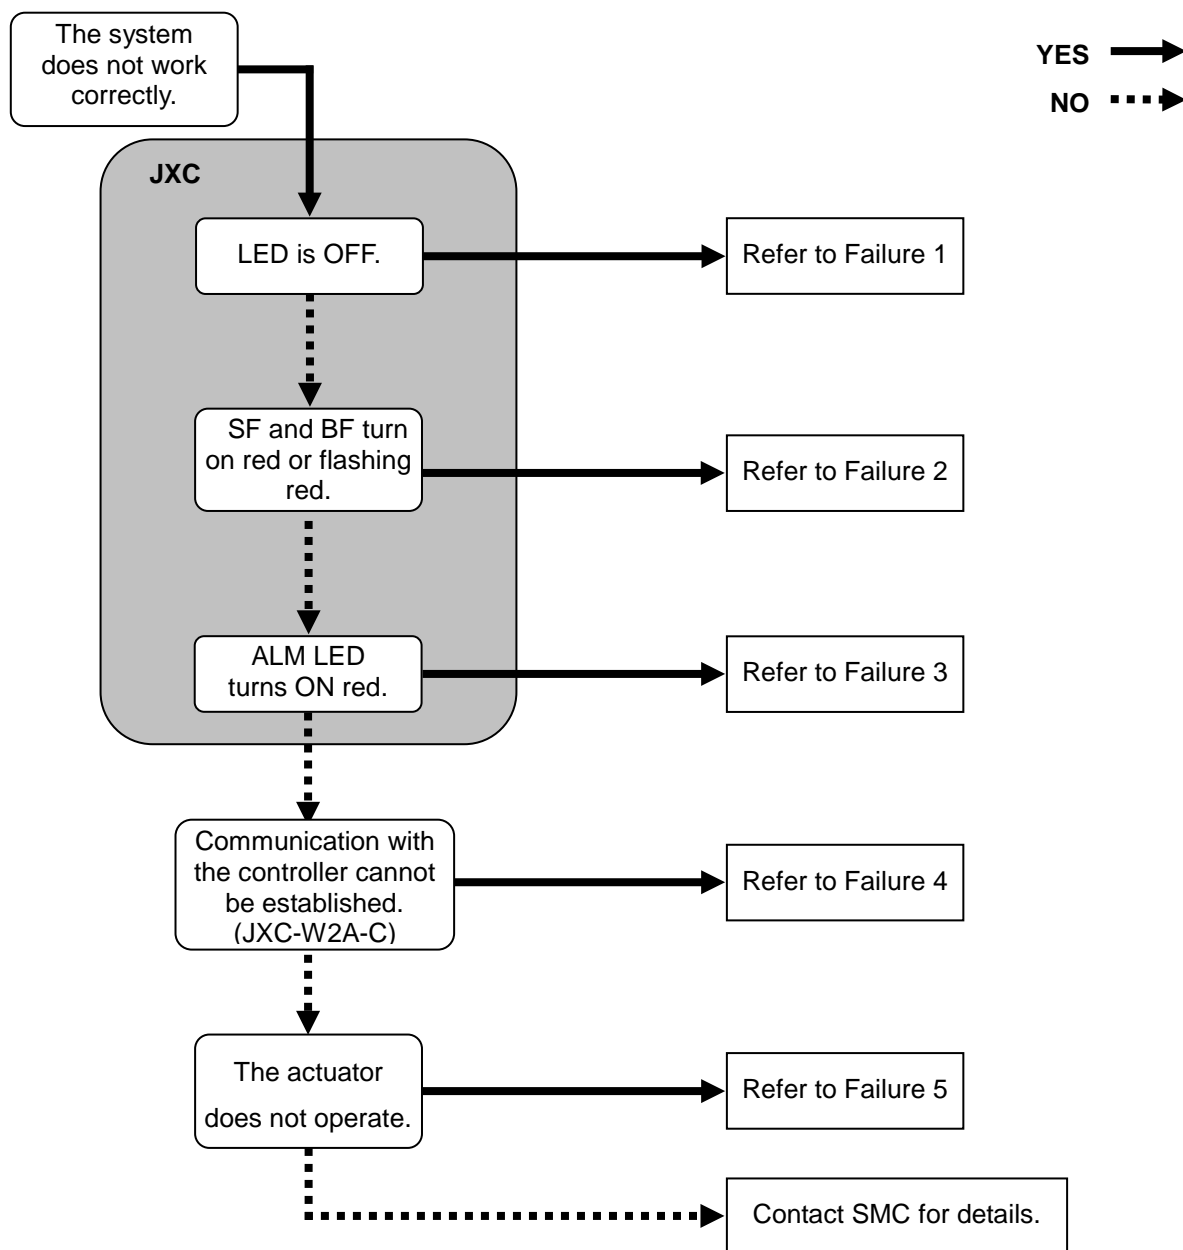 The system
does not work
correctly.
YES
NO
JXC
LED is OFF.
Refer to Failure 1
SF and BF turn
on red or flashing
red.
Refer to Failure 2
ALM LED
turns ON red.
Refer to Failure 3
Communication with
the controller cannot
be established.
(JXC-W2A-C)
Refer to Failure 4
The actuator
does not operate.
Refer to Failure 5
Contact SMC for details.